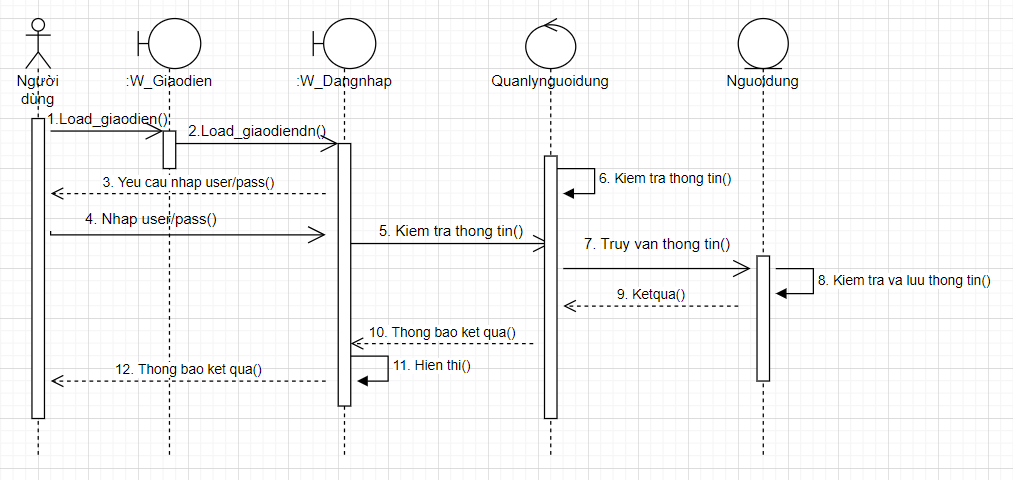 Người
dùng
:W_Giaodien
:W_Dangnhap
Quanlynguoidung
Nguoidung
1.Load_giaodien()
2.Load_giaodiendn()
3. Yeu cau nhap user/pass()
4. Nhap user/pass()
5. Kiem tra thong tin()
6. Kiem tra thong tin()
7. Truy van thong tin()
8. Kiem tra va luu thong tin()
9. Ketqua()
10. Thong bao ket qua()
11. Hien thi()
12. Thong bao ket qua()